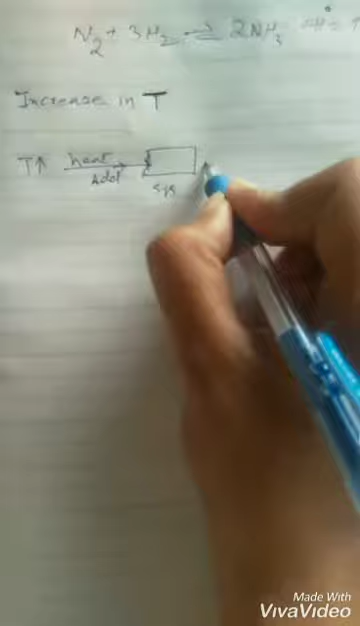 N₂ + 3H₂ ⇌ 2NH₃
Increase in T
T↑ heat Add
sys
Made With
VivaVideo